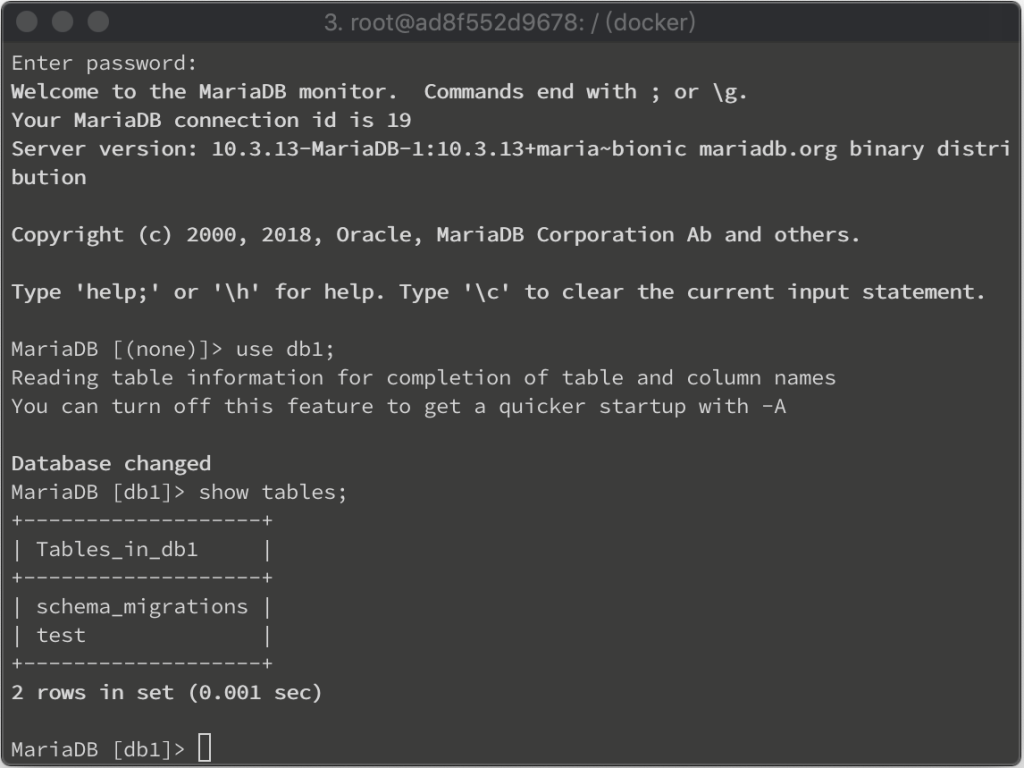 3. root@ad8f552d9678: / (docker)
Enter password:
Welcome to the MariaDB monitor.  Commands end with ; or \g.
Your MariaDB connection id is 19
Server version: 10.3.13-MariaDB-1:10.3.13+maria~bionic mariadb.org binary distri
bution
Copyright (c) 2000, 2018, Oracle, MariaDB Corporation Ab and others.
Type 'help;' or '\h' for help. Type '\c' to clear the current input statement.
MariaDB [(none)]> use db1;
Reading table information for completion of table and column names
You can turn off this feature to get a quicker startup with -A
Database changed
MariaDB [db1]> show tables;
+-------------------+
| Tables_in_db1     |
+-------------------+
| schema_migrations |
| test              |
+-------------------+
2 rows in set (0.001 sec)
MariaDB [db1]>